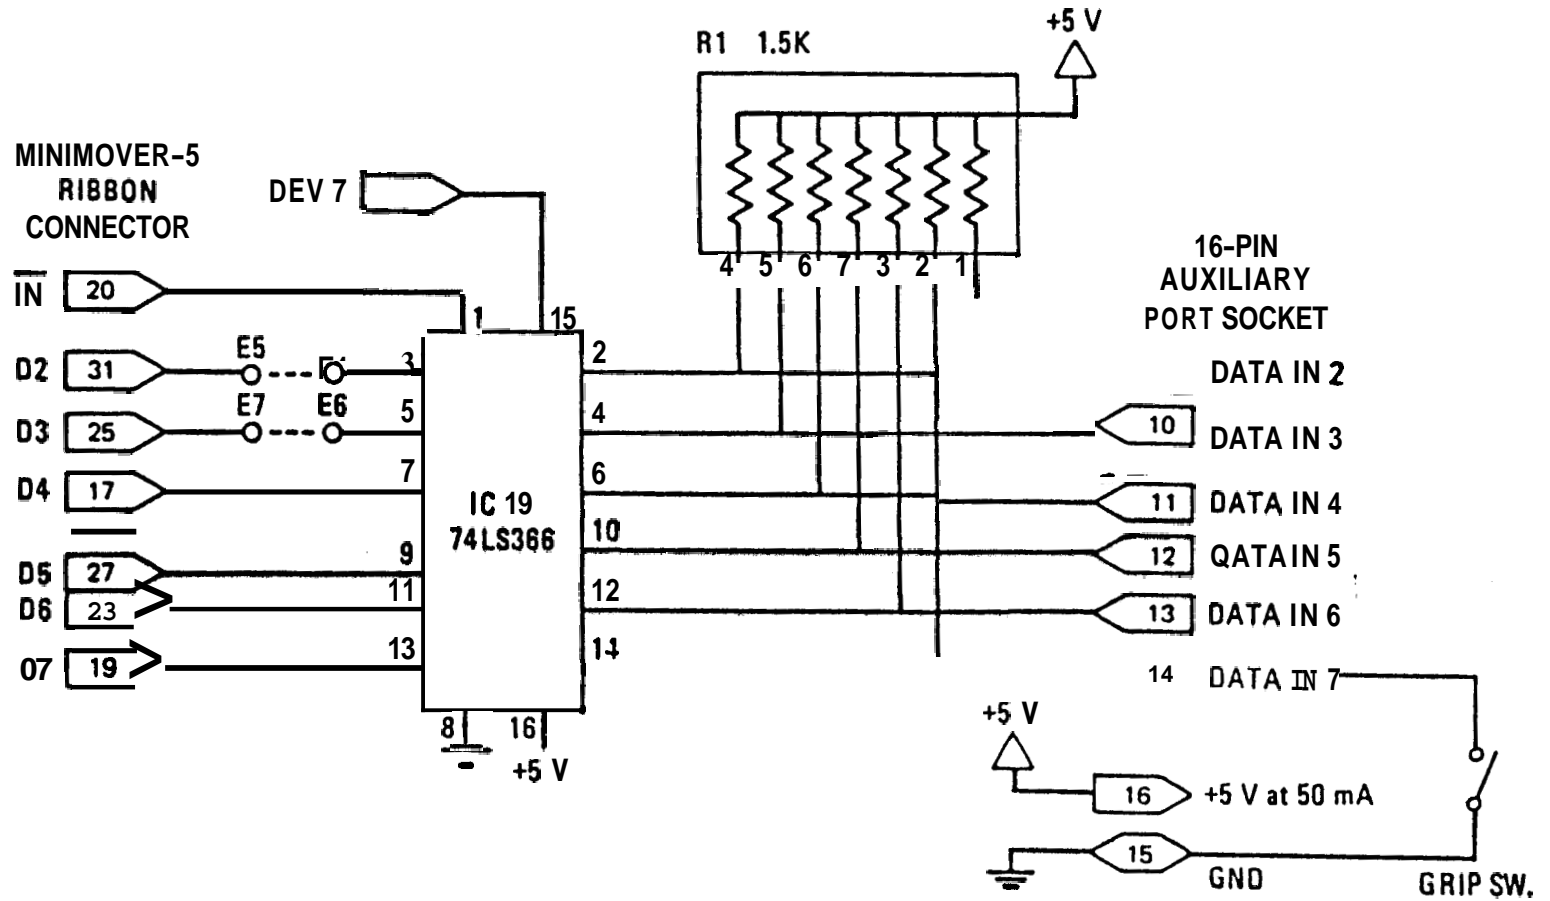 +5 V
R1 1.5K
MINIMOVER-5
RIBBON
CONNECTOR
DEV 7
4 5 6 7 3 2 1
16-PIN
AUXILIARY
PORT SOCKET
IN 20
1 15
E5
D2 31 3 2 DATA IN 2
E7 E6
D3 25 5 4 10 DATA IN 3
D4 17 7 6 11 DATA IN 4
IC 19
74LS366
D5 27 9 10 12 QATA IN 5
D6 23 11 12 13 DATA IN 6
07 19 13 14 14 DATA IN 7
8 16
+5 V
+5 V
16 +5 V at 50 mA
15
GND
GRIP SW.